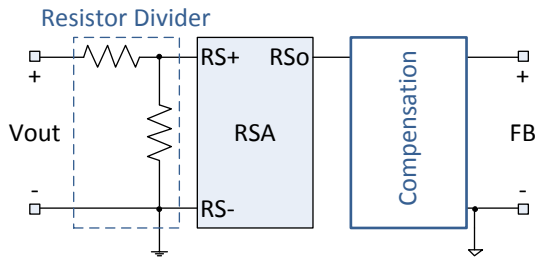 Resistor Divider
+
RS+
RSo
+
Vout
RSA
Compensation
FB
-
RS-
-